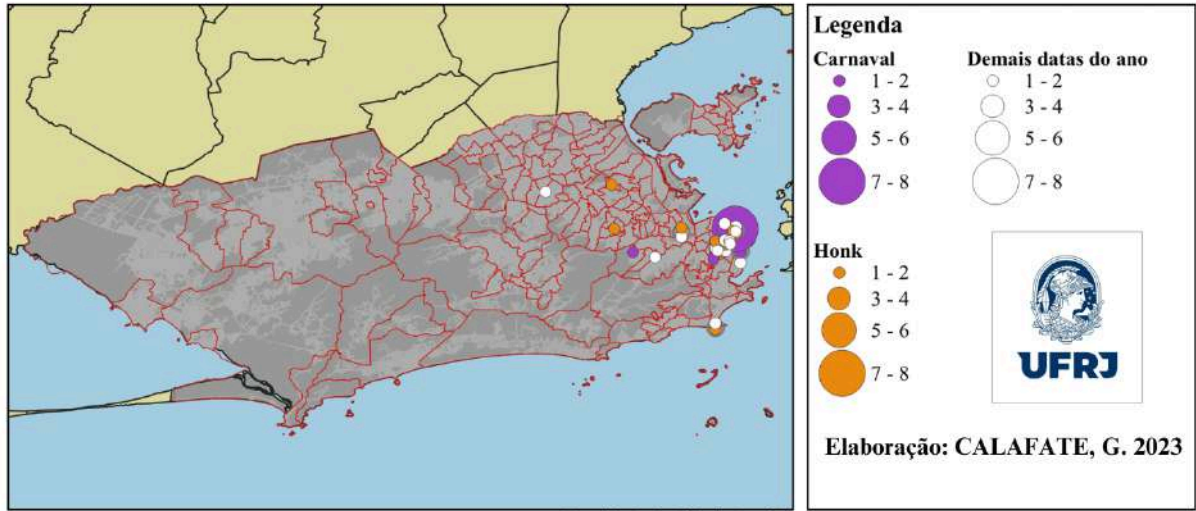 Legenda
Carnaval
1 - 2
3 - 4
5 - 6
7 - 8
Demais datas do ano
1 - 2
3 - 4
5 - 6
7 - 8
Honk
1 - 2
3 - 4
5 - 6
7 - 8
UFRJ
Elaboração: CALAFATE, G. 2023